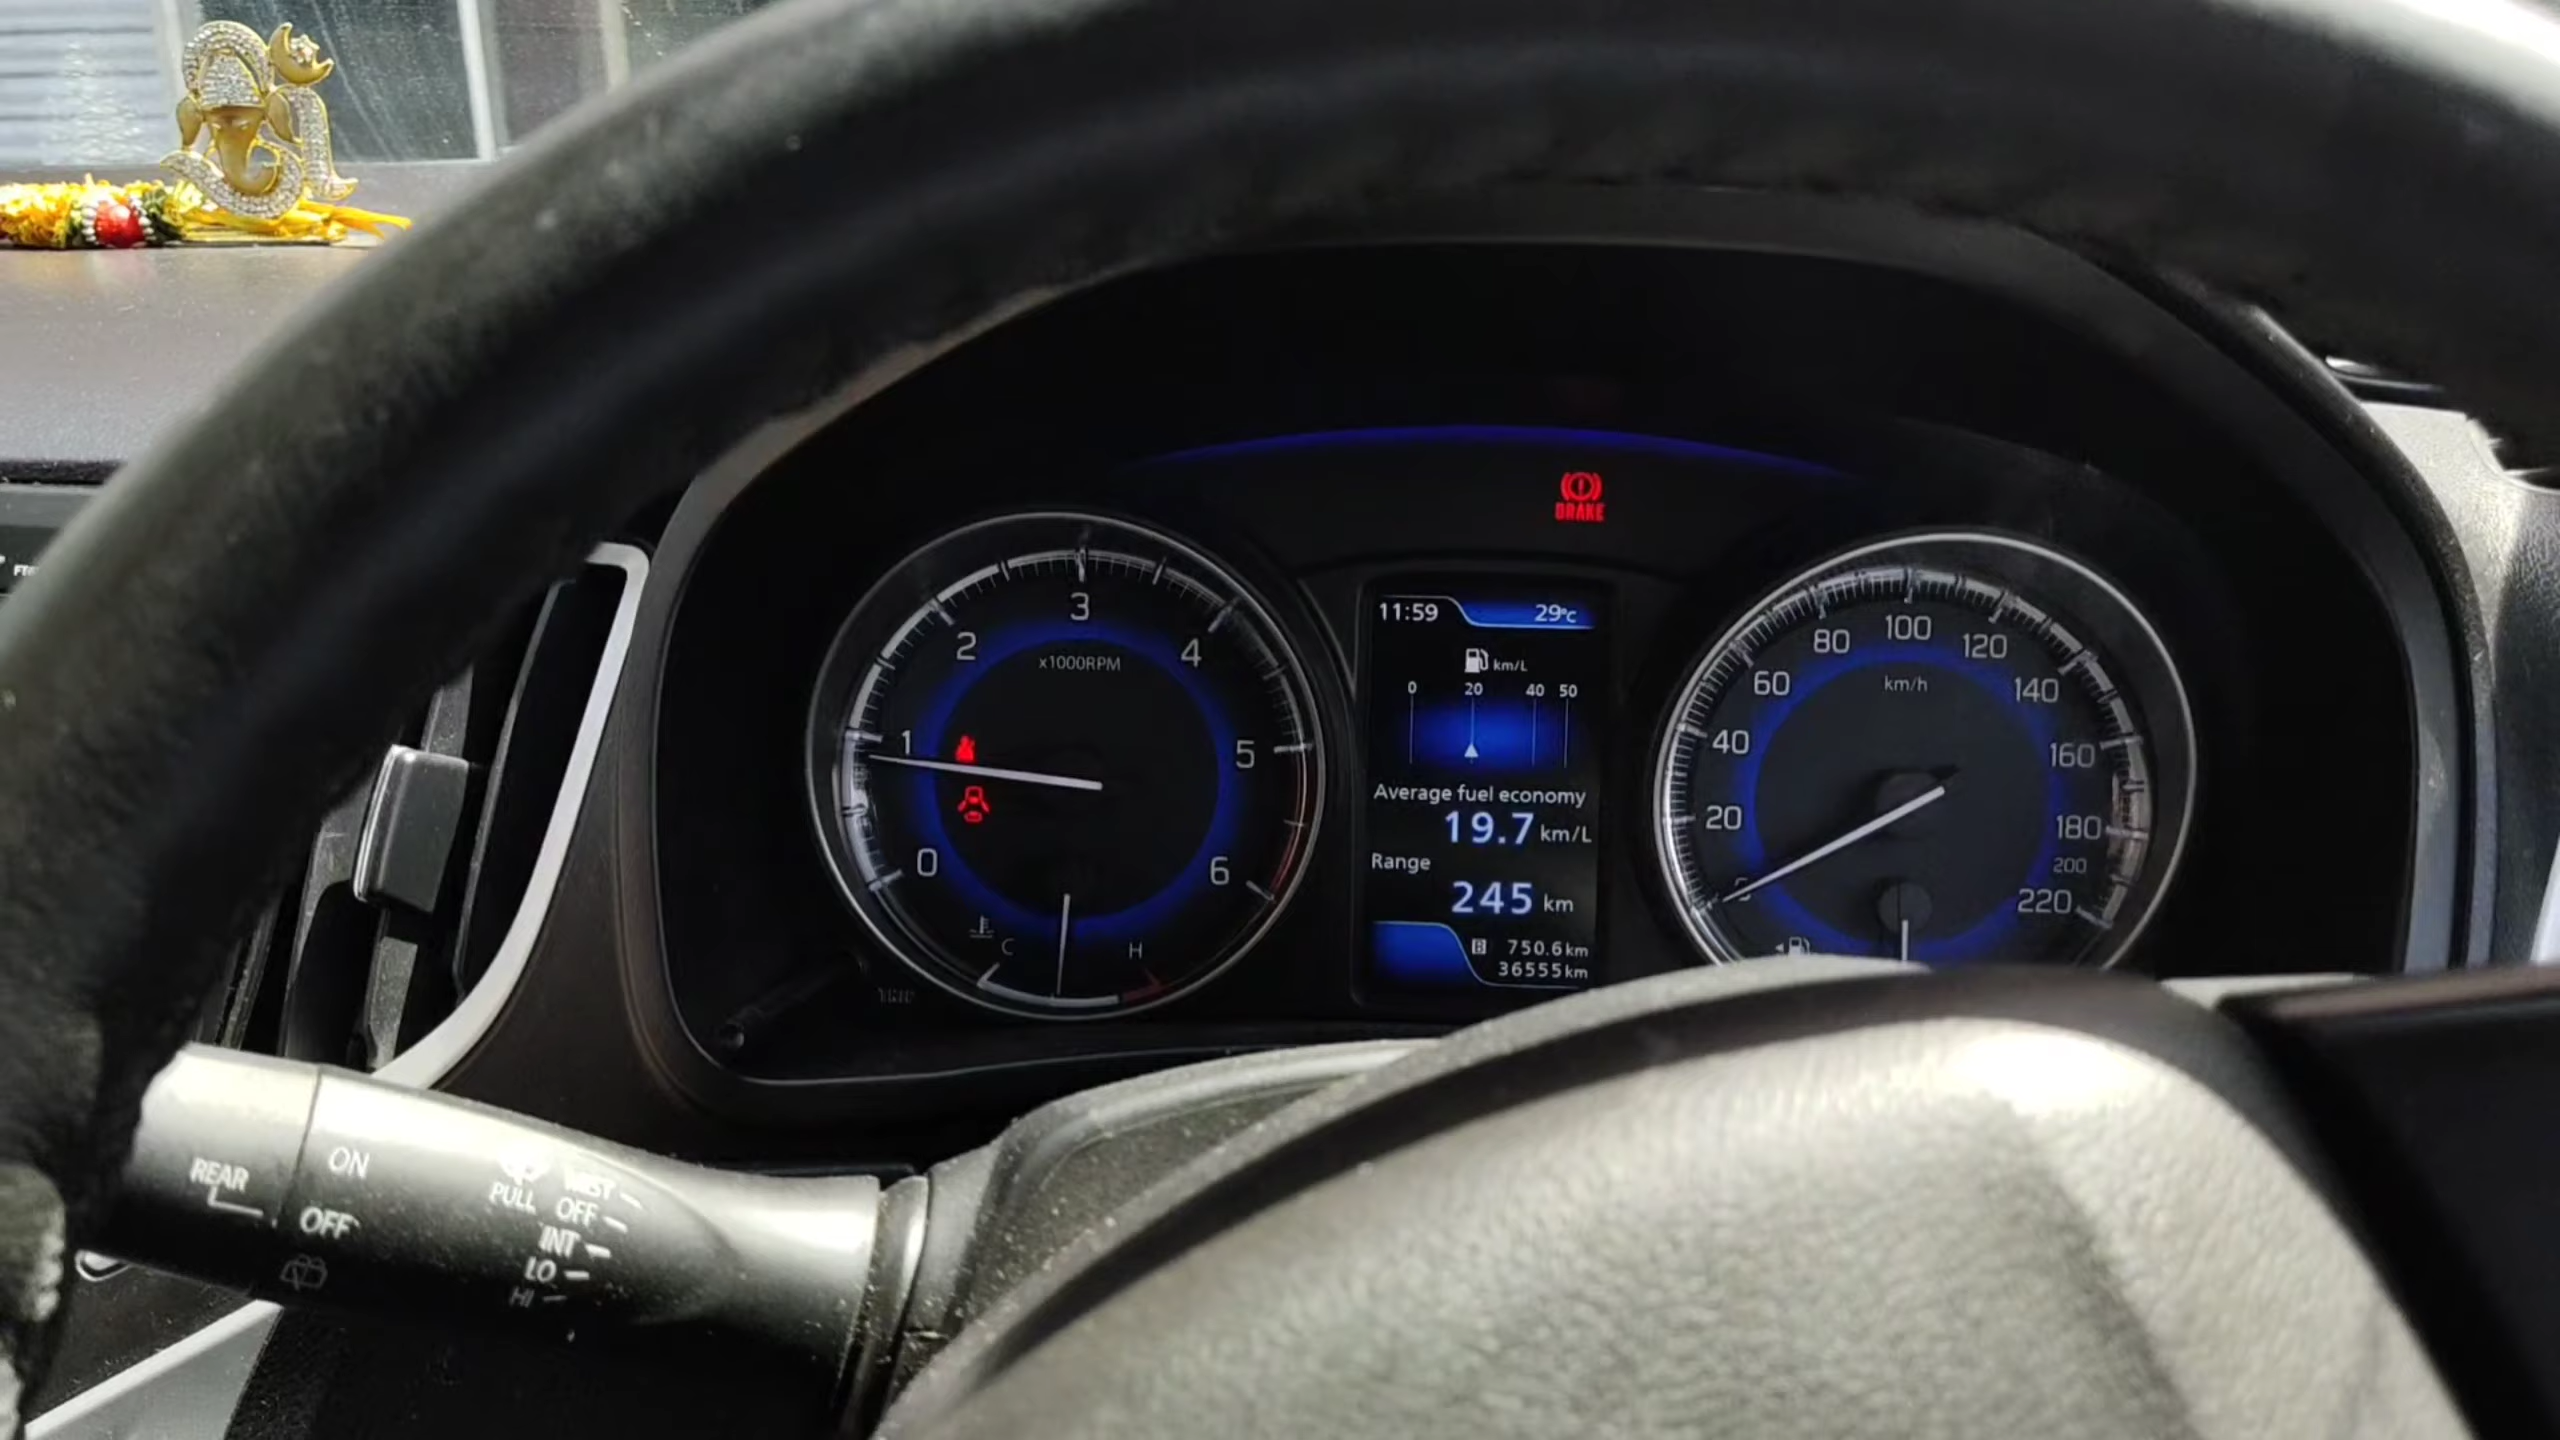 BRAKE
3
2
4
x1000RPM
1
5
0
6
C
H
TRIP
11:59
29°C
km/L
0 20 40 50
Average fuel economy
19.7 km/L
Range
245 km
B 750.6 km
36555 km
100
80
120
60
km/h
140
40
160
20
180
200
220
REAR
ON
OFF
PULL
OFF
INT
LO
HI